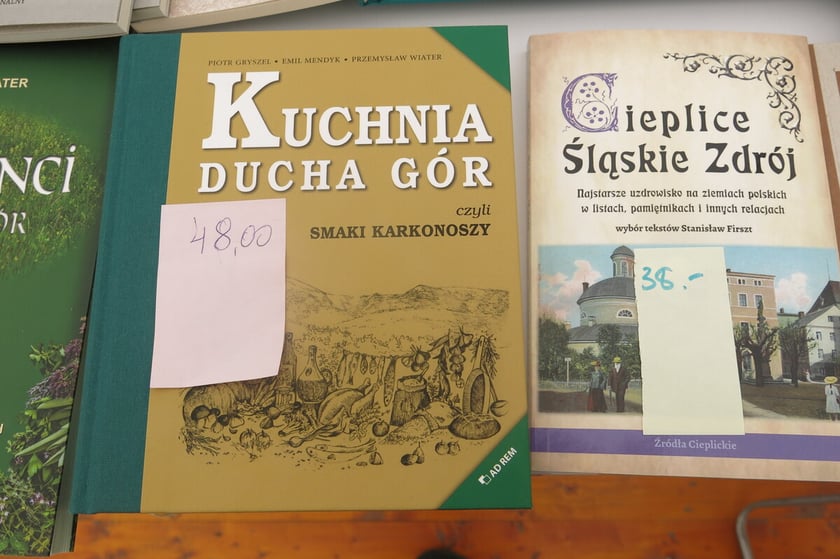 NALNY
ATER
NCI
ÓR
PIOTR GRYSZEL • EMIL MENDYK • PRZEMYSŁAW WIATER
KUCHNIA
DUCHA GÓR
czyli
SMAKI KARKONOSZY
48,00
AD REM
Cieplice
Śląskie Zdrój
Najstarsze uzdrowisko na ziemiach polskich
w listach, pamiętnikach i innych relacjach
wybór tekstów Stanisław Firszt
38.-
Źródła Cieplickie